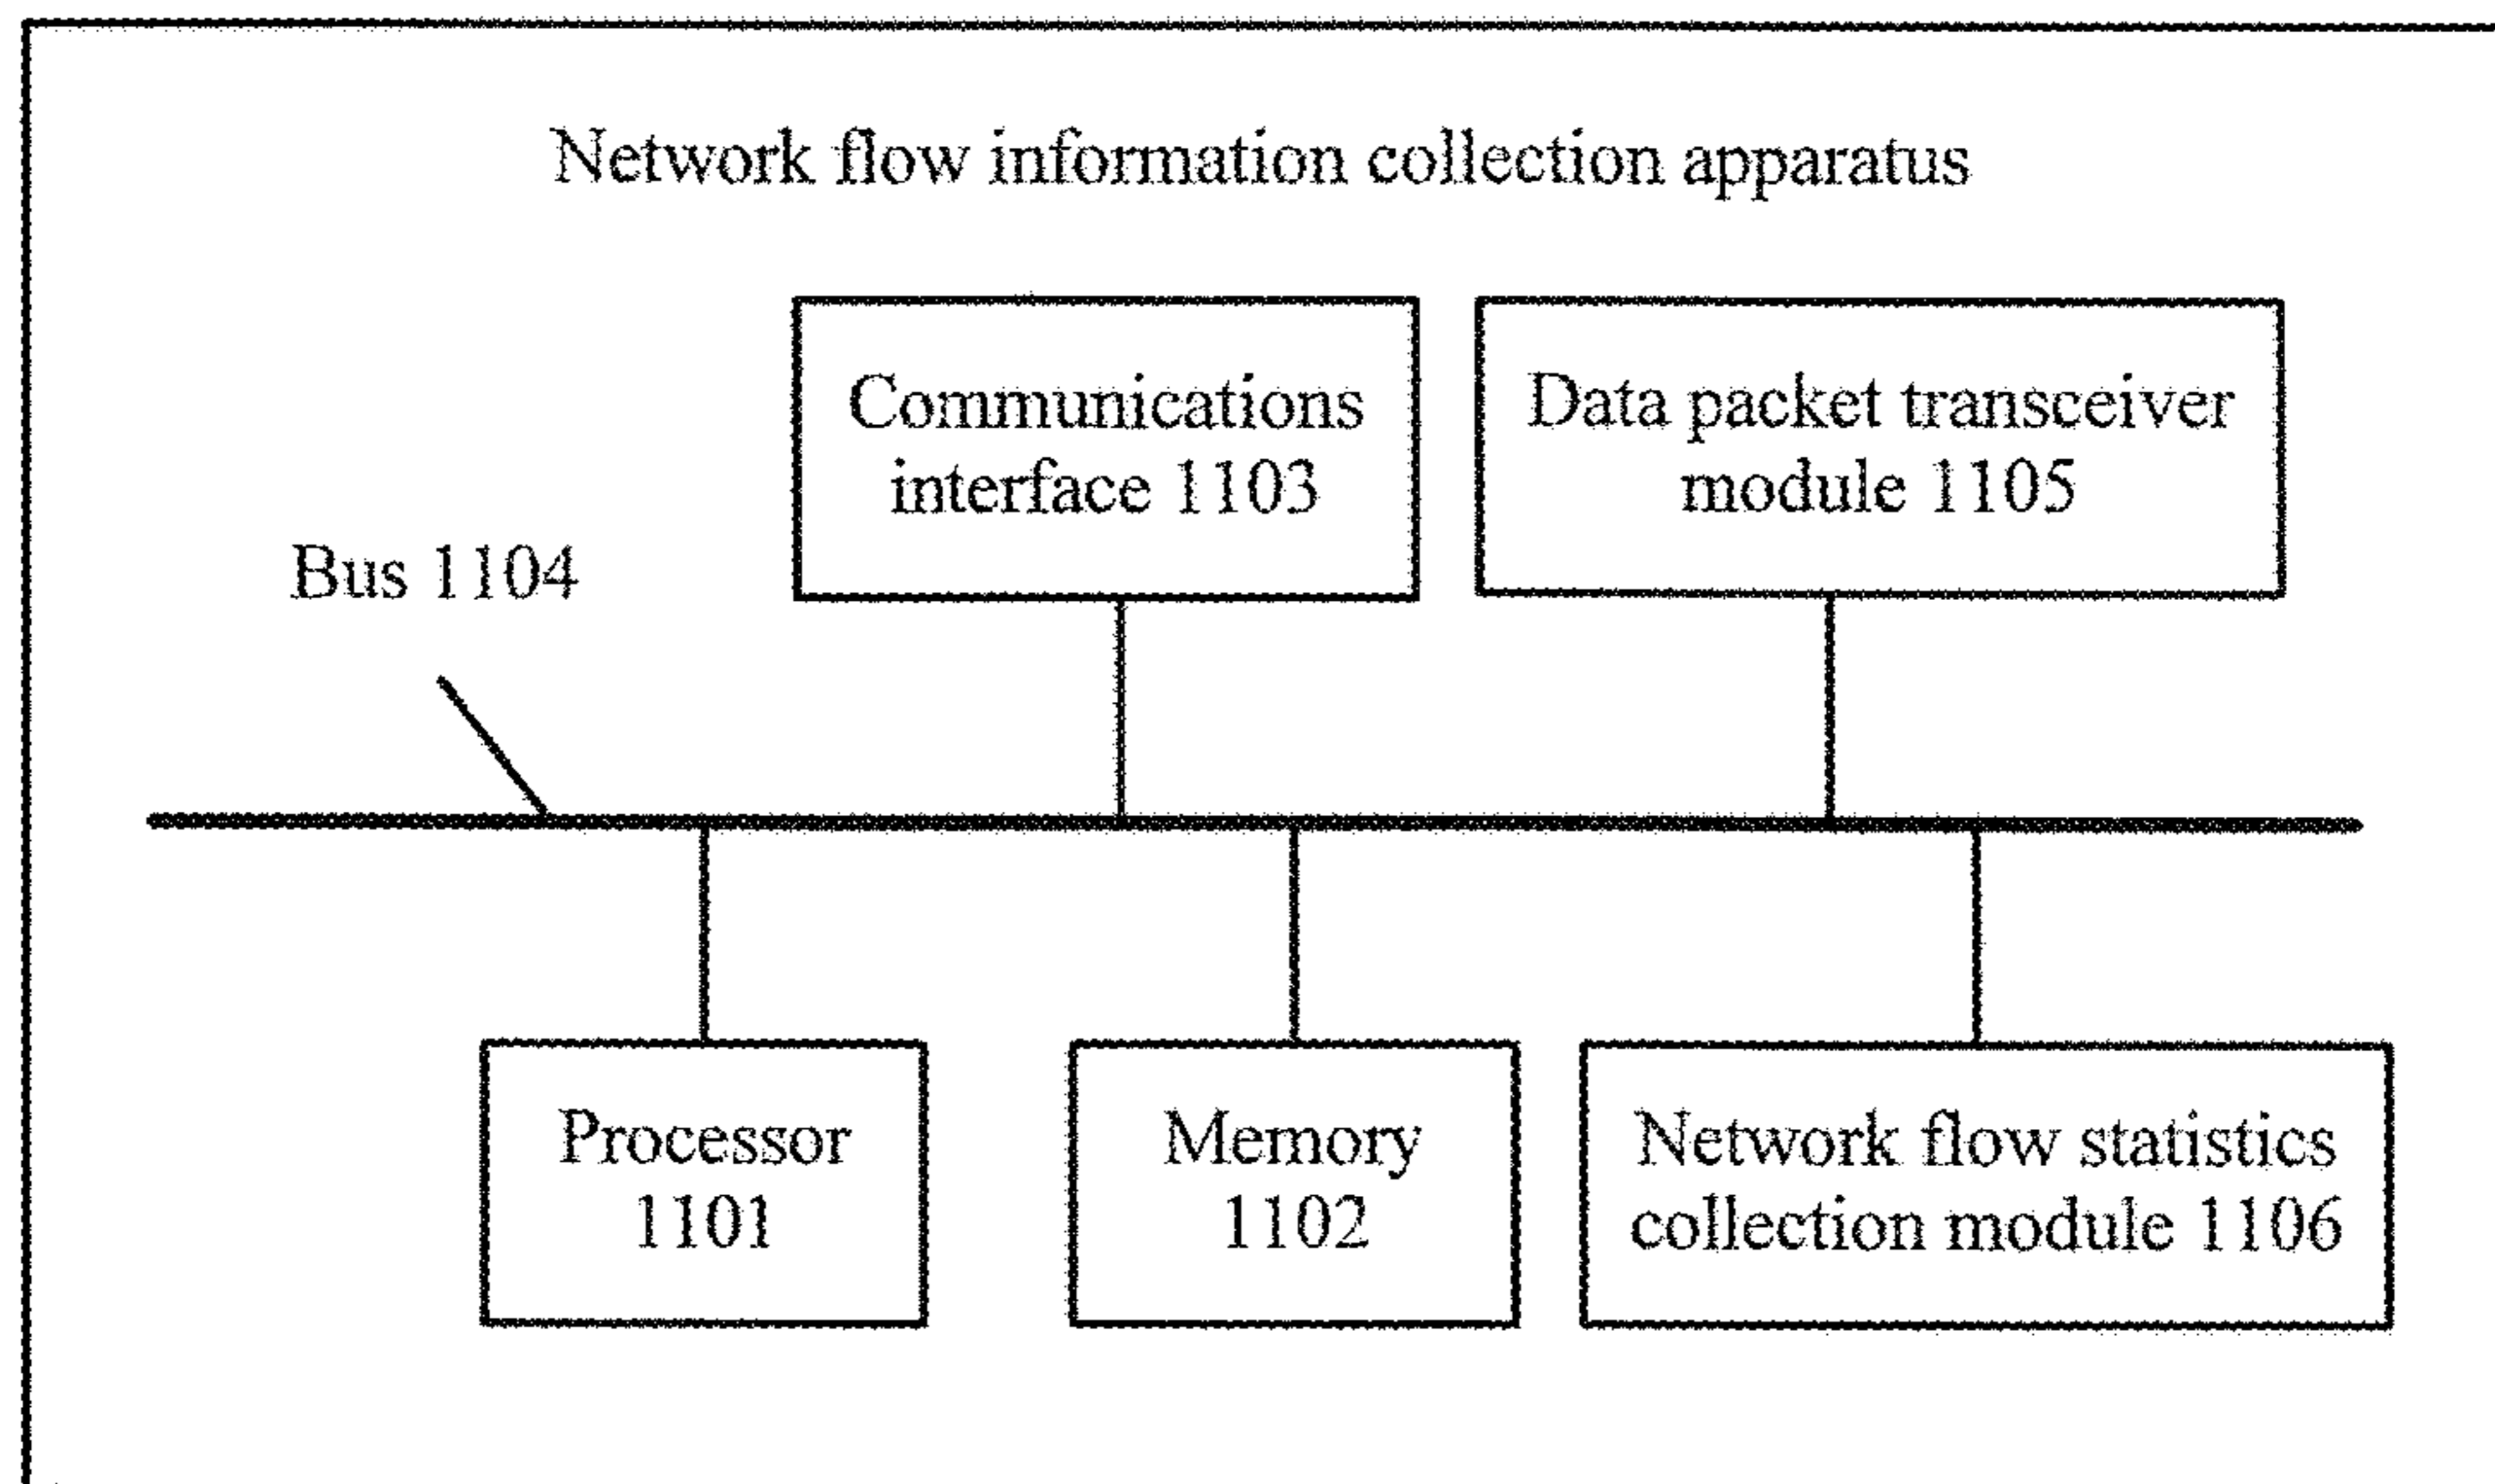 Network flow information collection apparatus
Communications
interface 1103
Data packet transceiver
module 1105
Bus 1104
Processor
1101
Memory
1102
Network flow statistics
collection module 1106